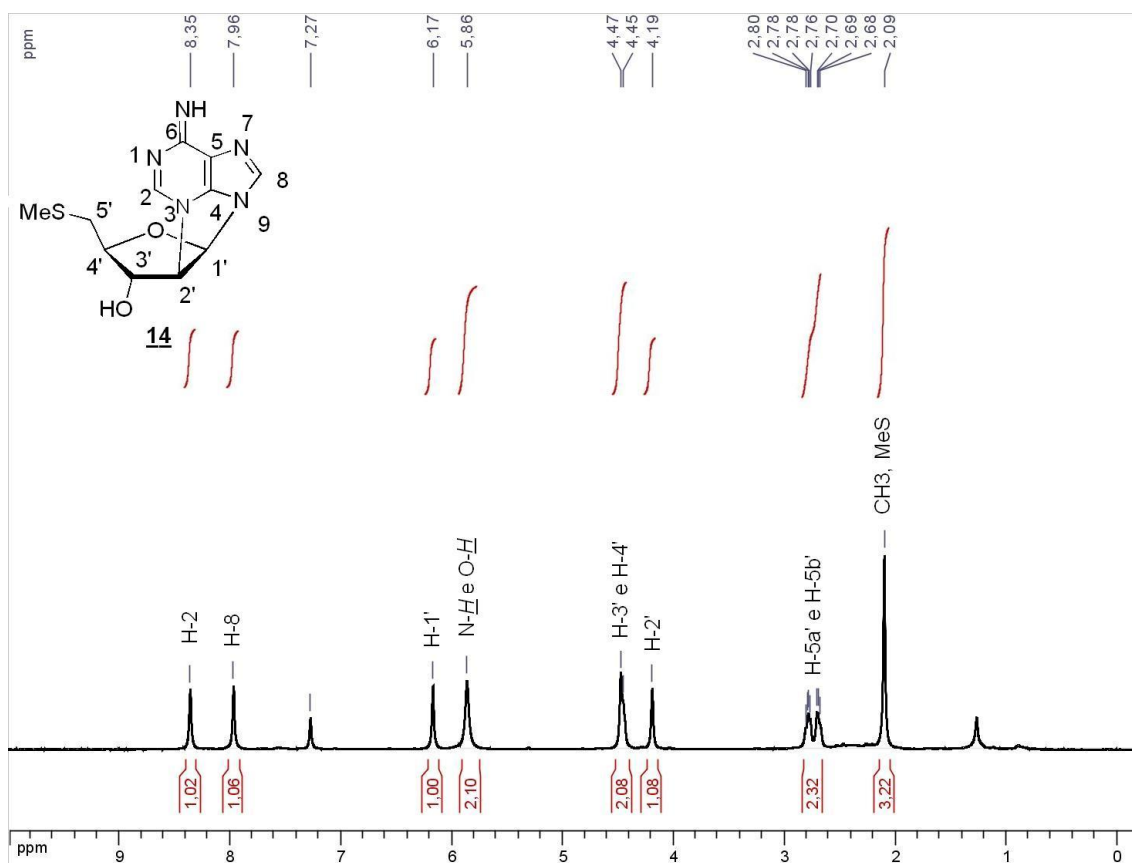 ppm
8,35
7,96
7,27
6,17
5,86
4,47
4,45
4,19
2,80
2,78
2,78
2,76
2,70
2,69
2,68
2,09
NH
6
5
N
7
1
N
8
2
N
3
4
N
9
MeS
5'
O
4'
3'
1'
2'
HO
14
H-2
H-8
H-1'
N-H e O-H
H-3' e H-4'
H-2'
H-5a' e H-5b'
CH3, MeS
1,02
1,06
1,00
2,10
2,08
1,08
2,32
3,22
ppm 9 8 7 6 5 4 3 2 1 0